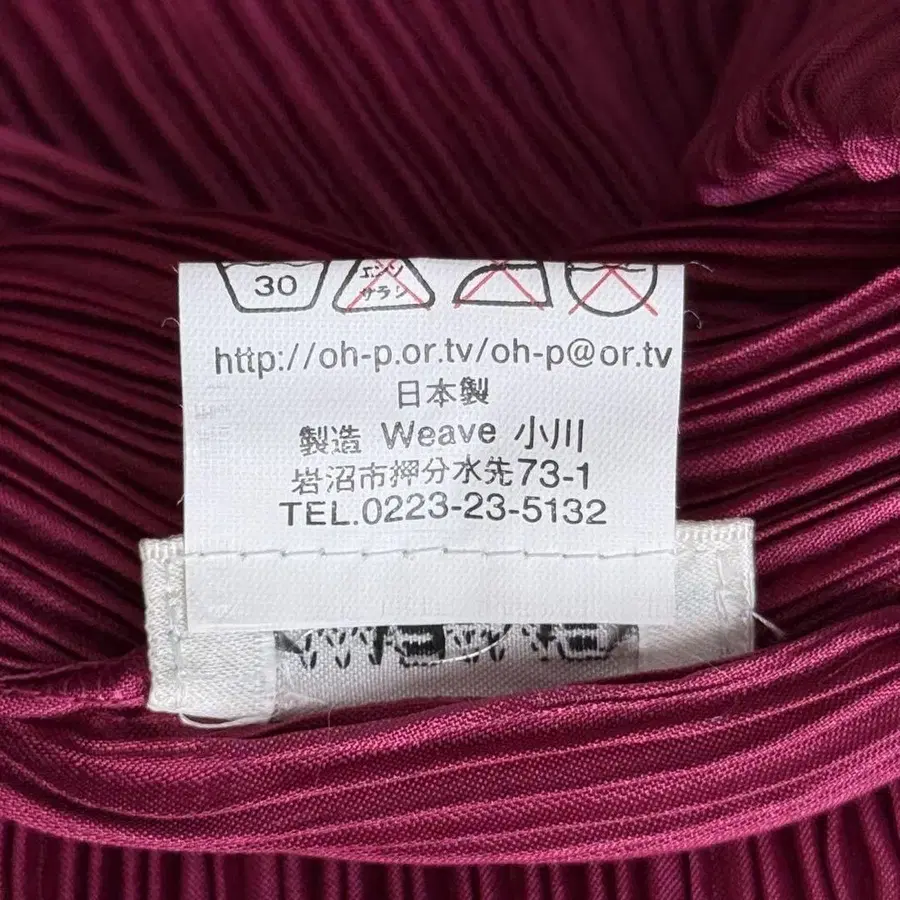 30 エンソ サラシ
http://oh-p.or.tv/oh-p@or.tv
日本製
製造 Weave 小川
岩沼市押分水先73-1
TEL.0223-23-5132